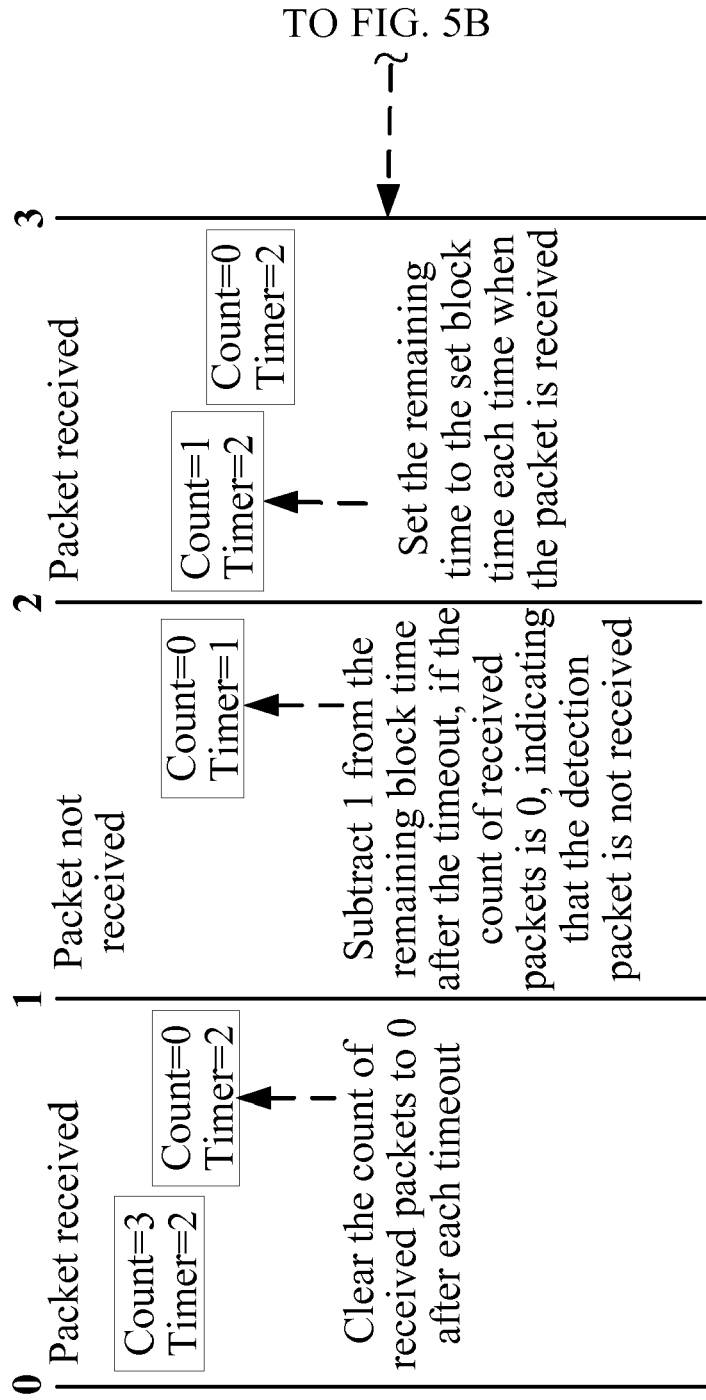 TO FIG. 5B
0
1
2
3
Packet received
Count=3
Timer=2
Count=0
Timer=2
Clear the count of
received packets to 0
after each timeout
Packet not
received
Count=0
Timer=1
Subtract 1 from the
remaining block time
after the timeout, if the
count of received
packets is 0, indicating
that the detection
packet is not received
Packet received
Count=1
Timer=2
Count=0
Timer=2
Set the remaining
time to the set block
time each time when
the packet is received